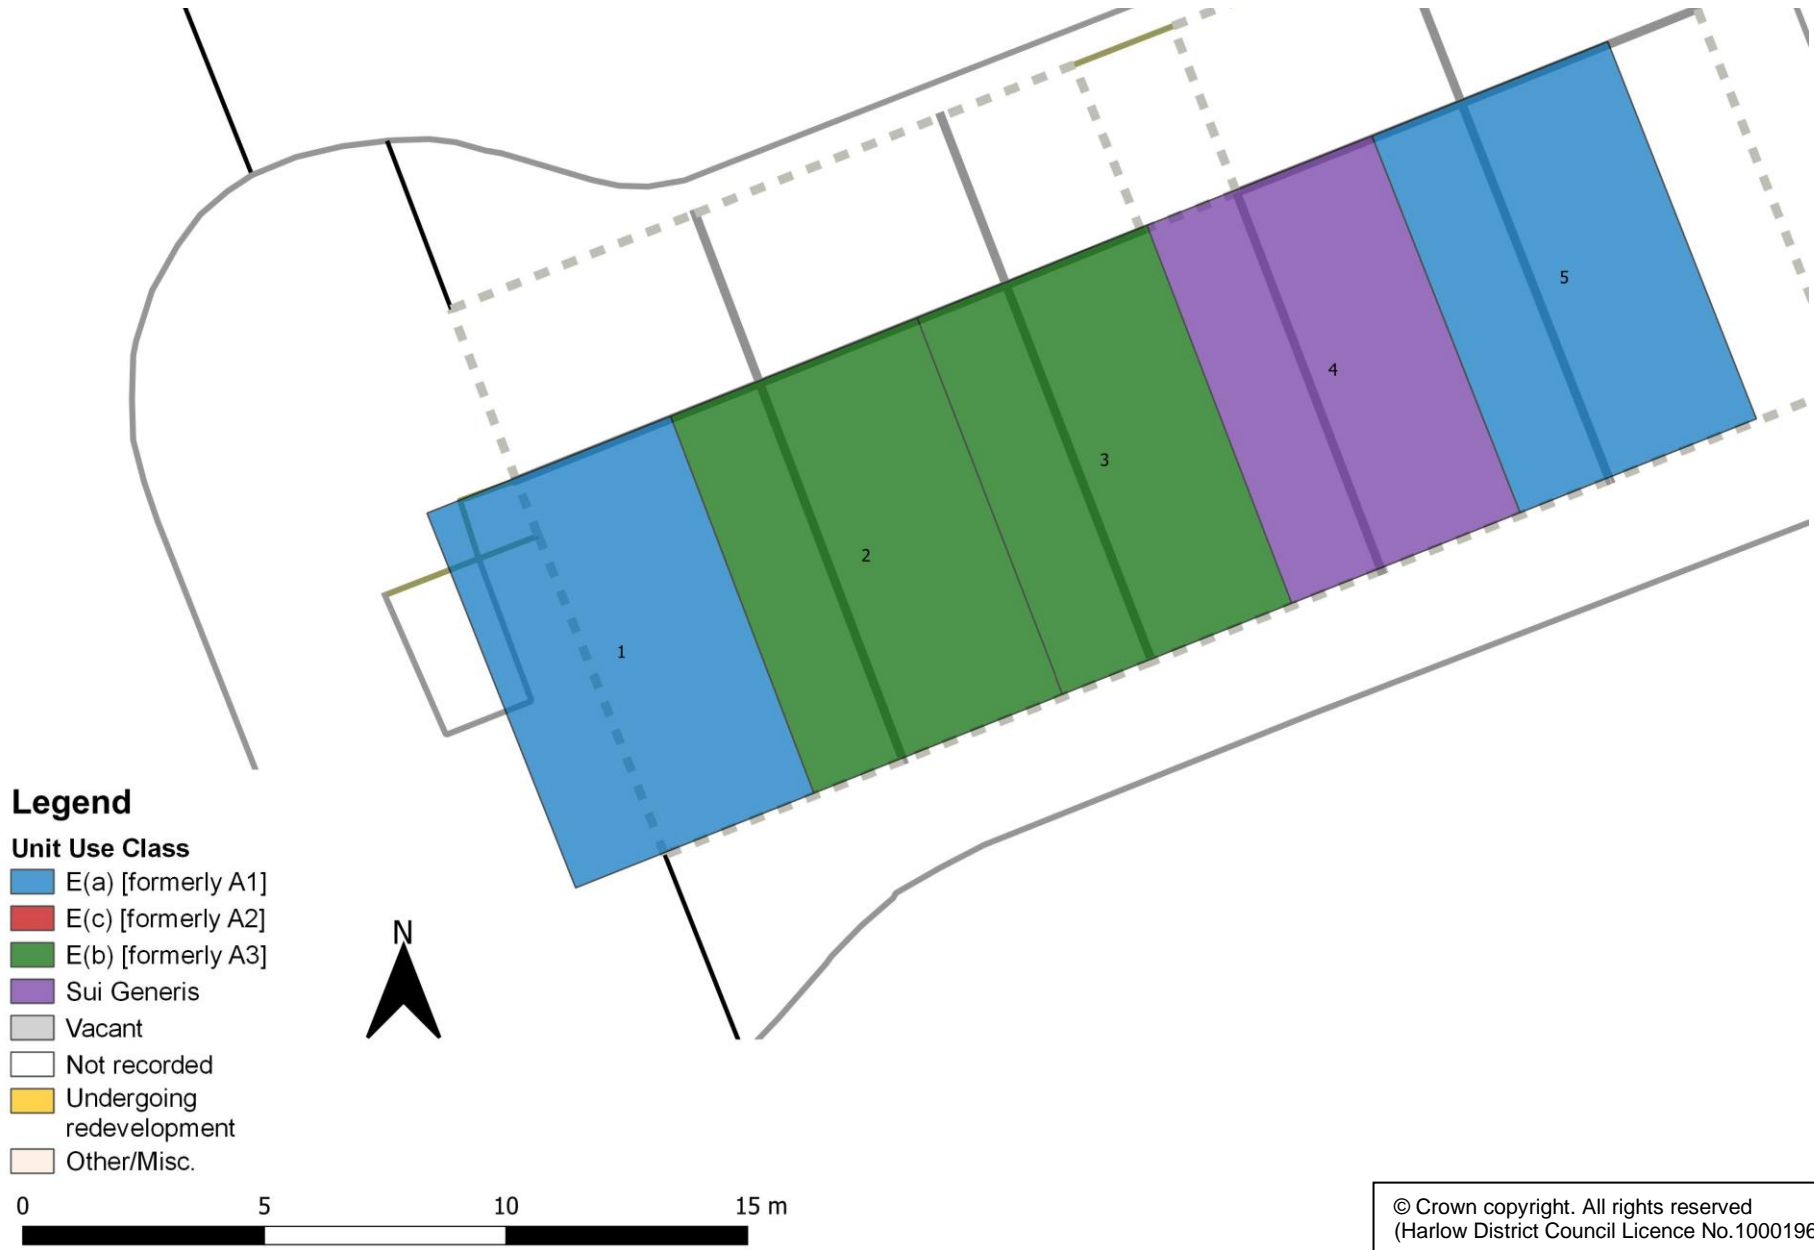 5
4
3
2
1
Legend
Unit Use Class
E(a) [formerly A1]
E(c) [formerly A2]
E(b) [formerly A3]
Sui Generis
Vacant
Not recorded
Undergoing
redevelopment
Other/Misc.
N
0 5 10 15 m
© Crown copyright. All rights reserved
(Harlow District Council Licence No.1000196